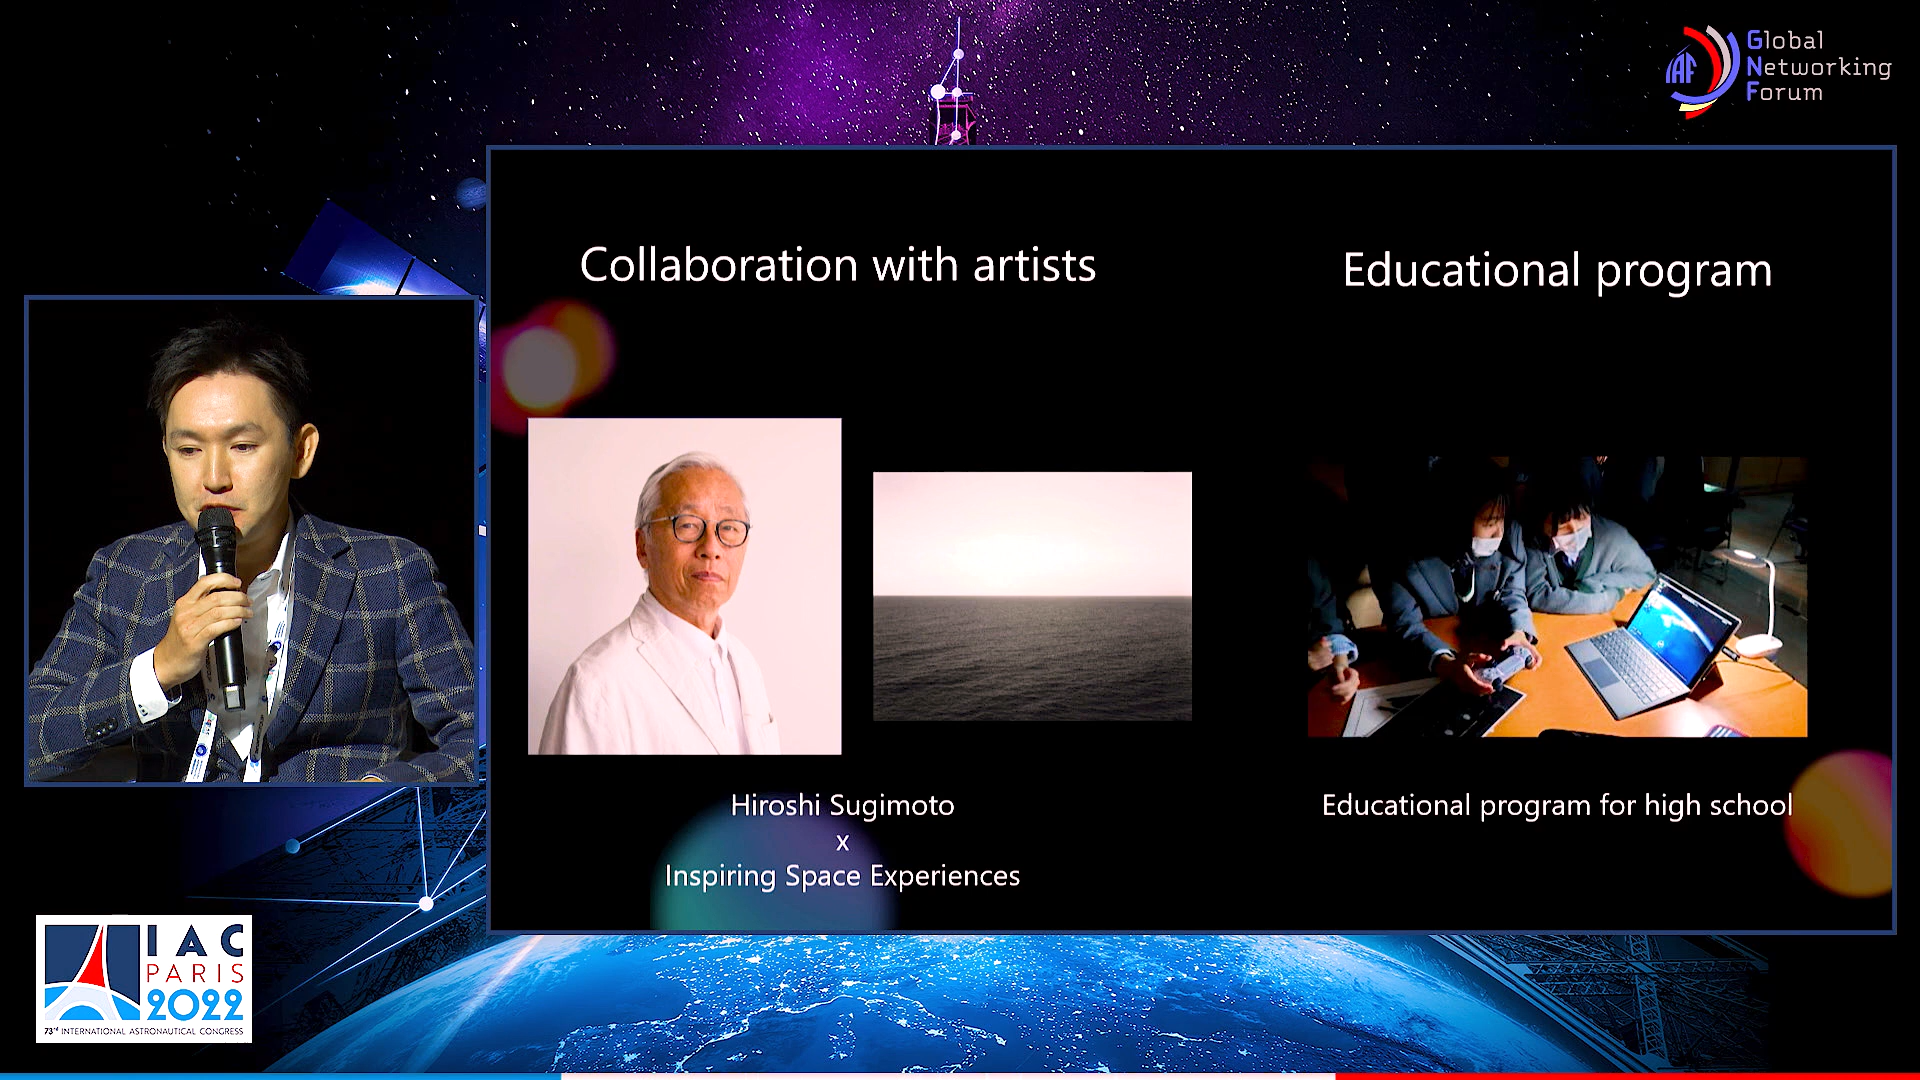 Global
Networking
Forum
IAF
Collaboration with artists
Educational program
Hiroshi Sugimoto
x
Inspiring Space Experiences
Educational program for high school
IAC
PARIS
2022
73rd INTERNATIONAL ASTRONAUTICAL CONGRESS